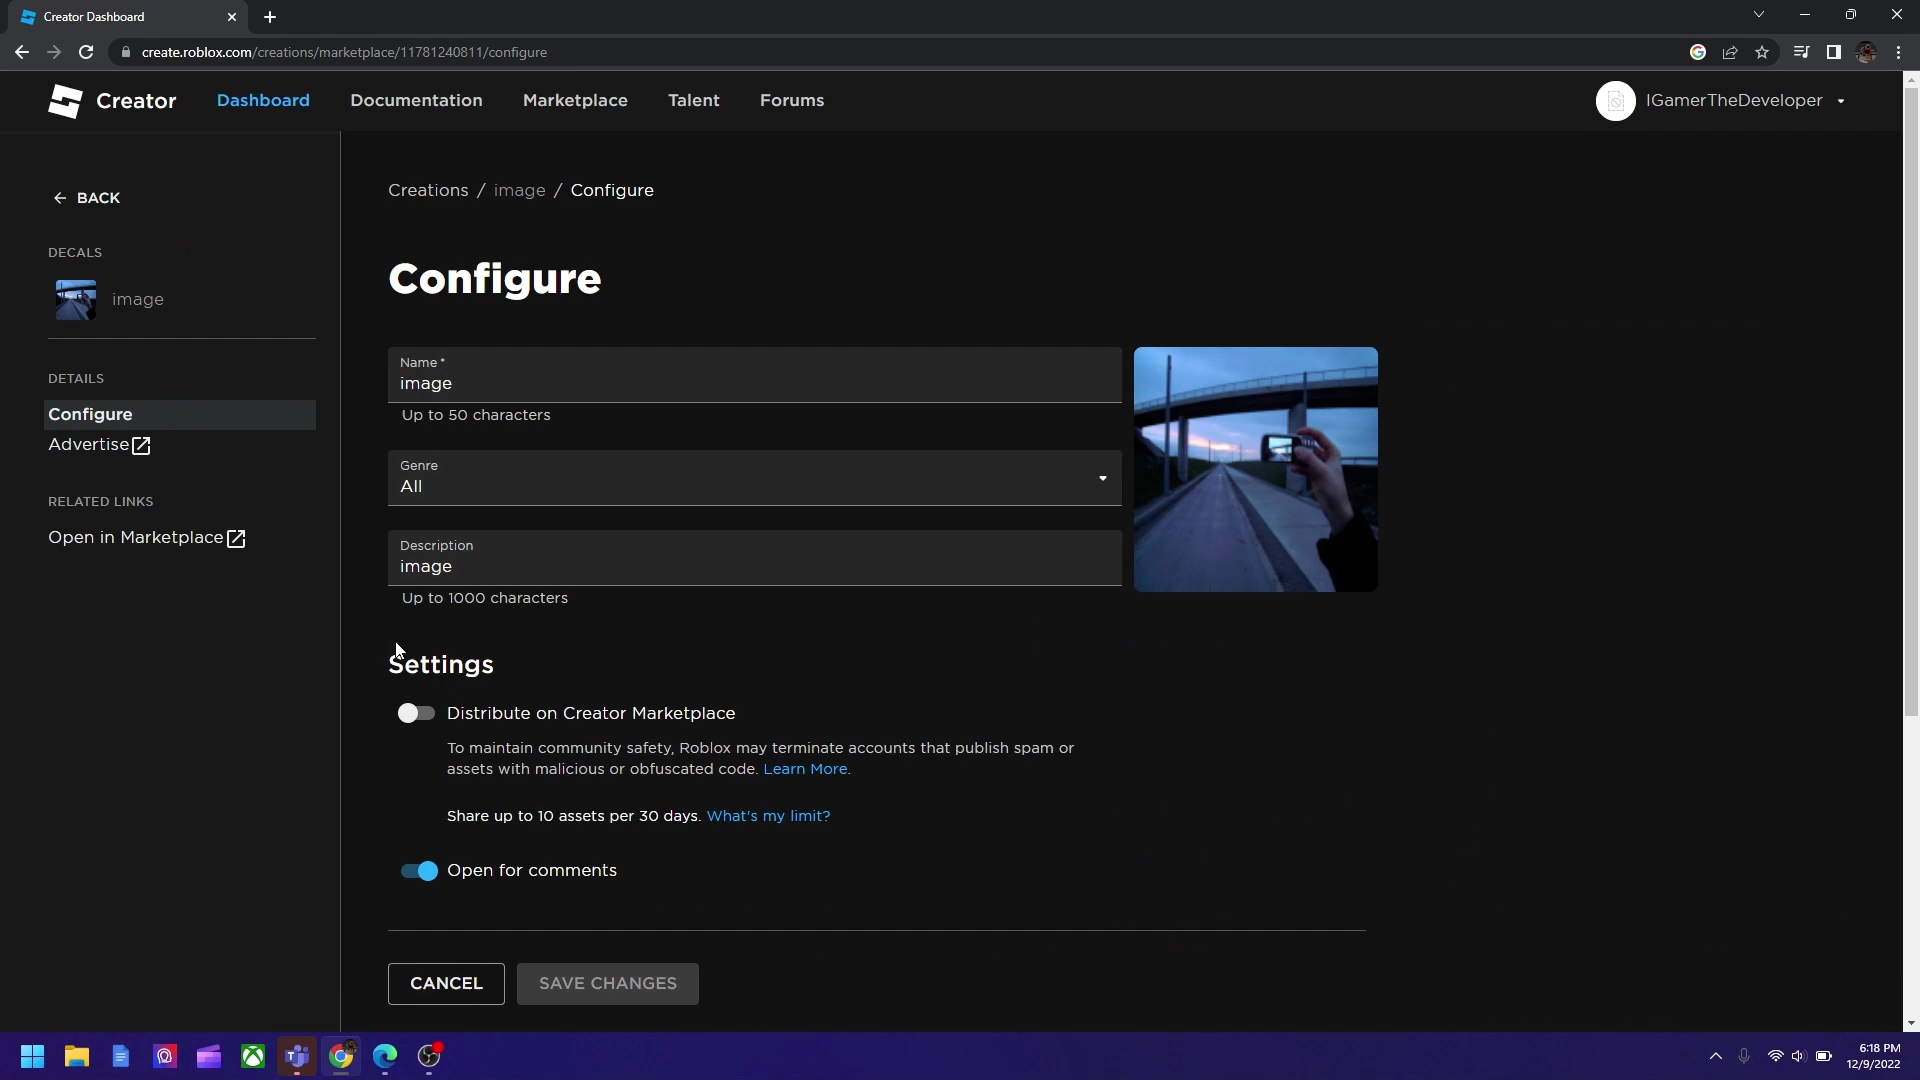 Creator Dashboard
create.roblox.com/creations/marketplace/11781240811/configure
Creator
Dashboard
Documentation
Marketplace
Talent
Forums
IGamerTheDeveloper
BACK
DECALS
image
DETAILS
Configure
Advertise
RELATED LINKS
Open in Marketplace
Creations / image / Configure
Configure
Name*
image
Up to 50 characters
Genre
All
Description
image
Up to 1000 characters
Settings
Distribute on Creator Marketplace
To maintain community safety, Roblox may terminate accounts that publish spam or
assets with malicious or obfuscated code. Learn More.
Share up to 10 assets per 30 days. What's my limit?
Open for comments
CANCEL
SAVE CHANGES
6:18 PM
12/9/2022